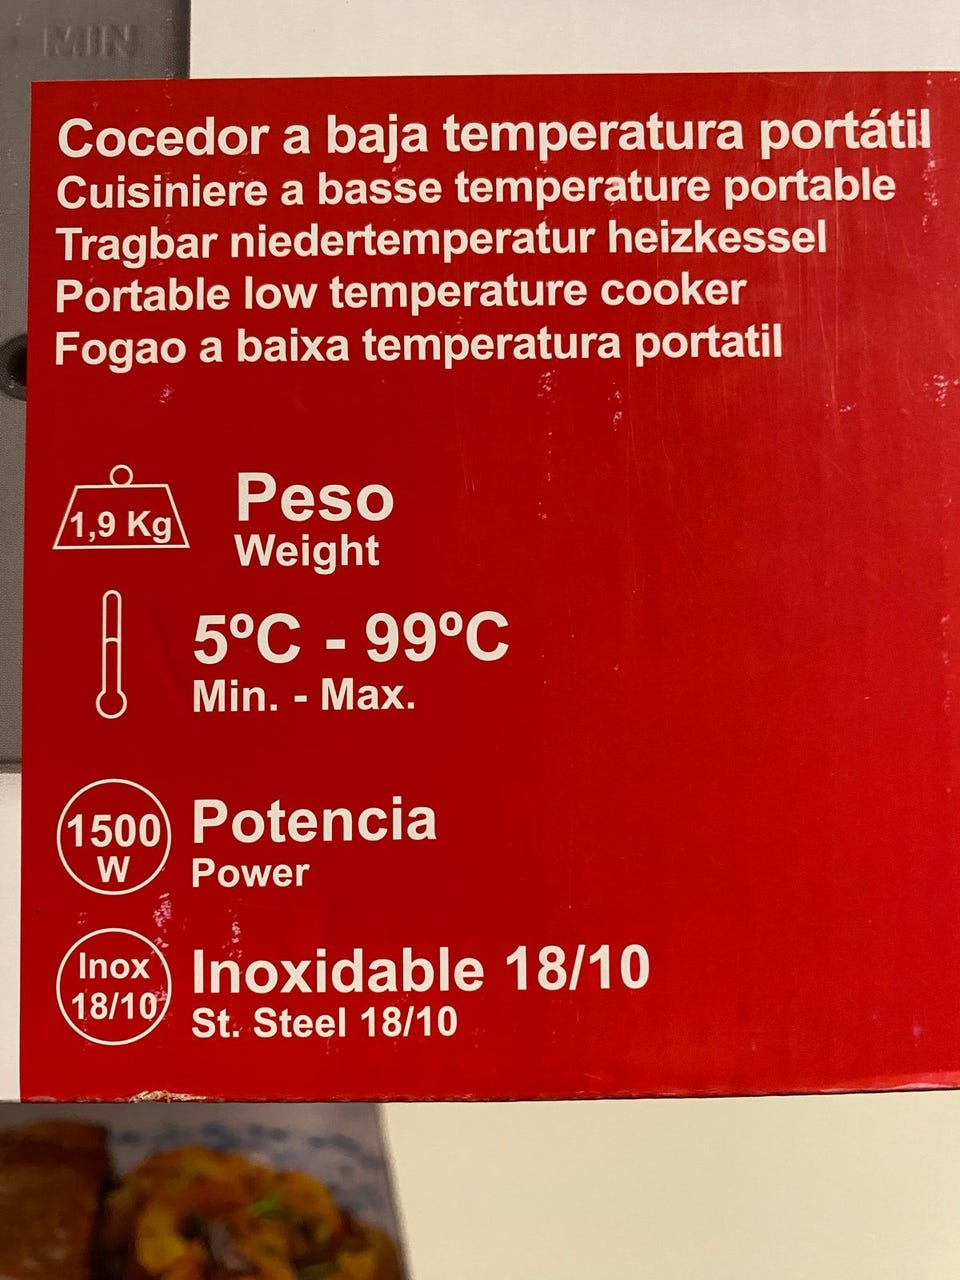 MIN
Cocedor a baja temperatura portátil
Cuisiniere a basse temperature portable
Tragbar niedertemperatur heizkessel
Portable low temperature cooker
Fogao a baixa temperatura portatil
1,9 Kg
Peso
Weight
5ºC - 99ºC
Min. - Max.
1500
W
Potencia
Power
Inox
18/10
Inoxidable 18/10
St. Steel 18/10